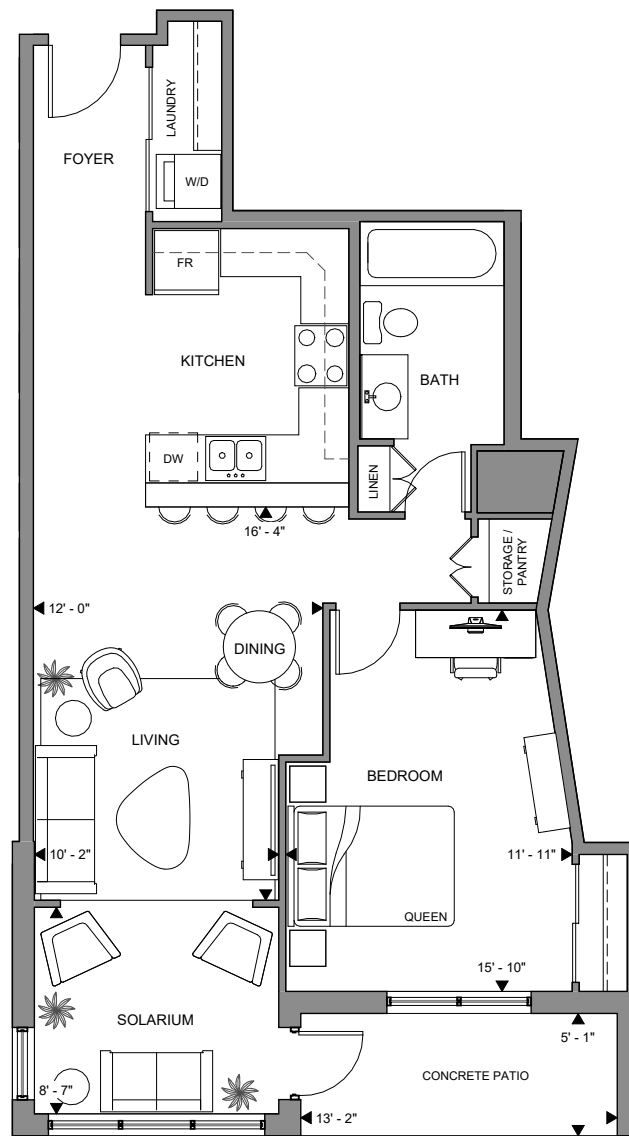 LAUNDRY
FOYER
W/D
FR
KITCHEN
BATH
DW
LINEN
16' - 4"
STORAGE /
PANTRY
12' - 0"
DINING
LIVING
BEDROOM
10' - 2"
11' - 11"
QUEEN
15' - 10"
SOLARIUM
5' - 1"
CONCRETE PATIO
8' - 7"
13' - 2"